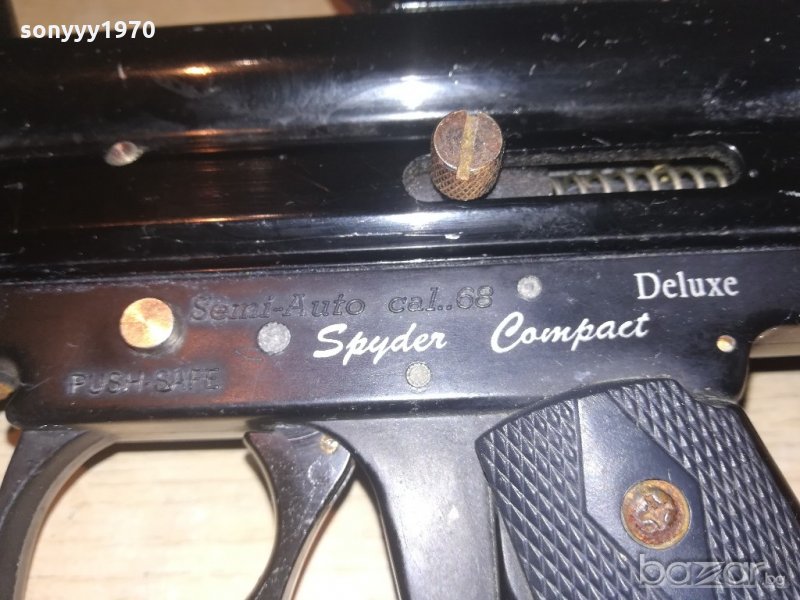 sonyyy1970
Deluxe
Semi-Auto cal..68
Spyder Compact
PUSH-SAFE
bazar.bg